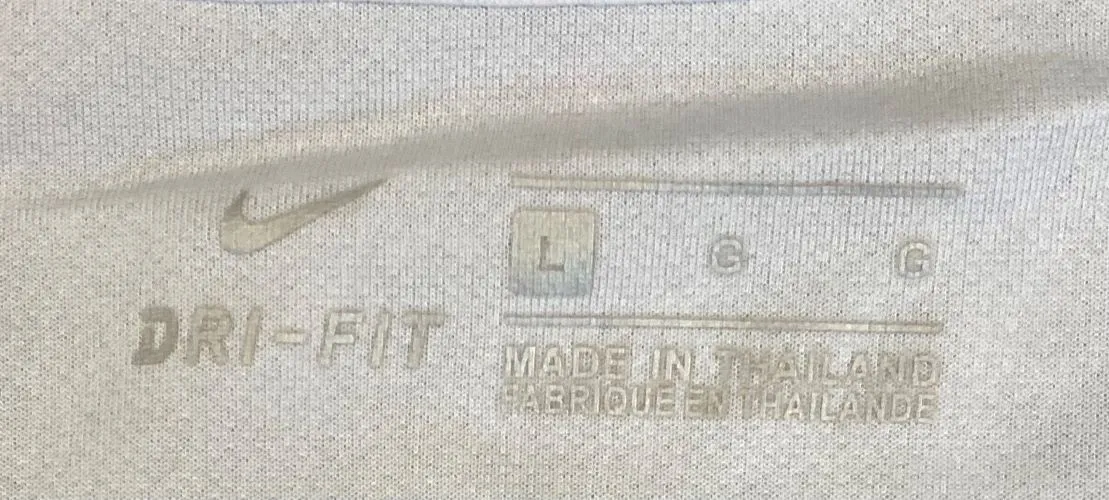 L G G
DRI-FIT
MADE IN THAILAND
FABRIQUE EN THAILANDE